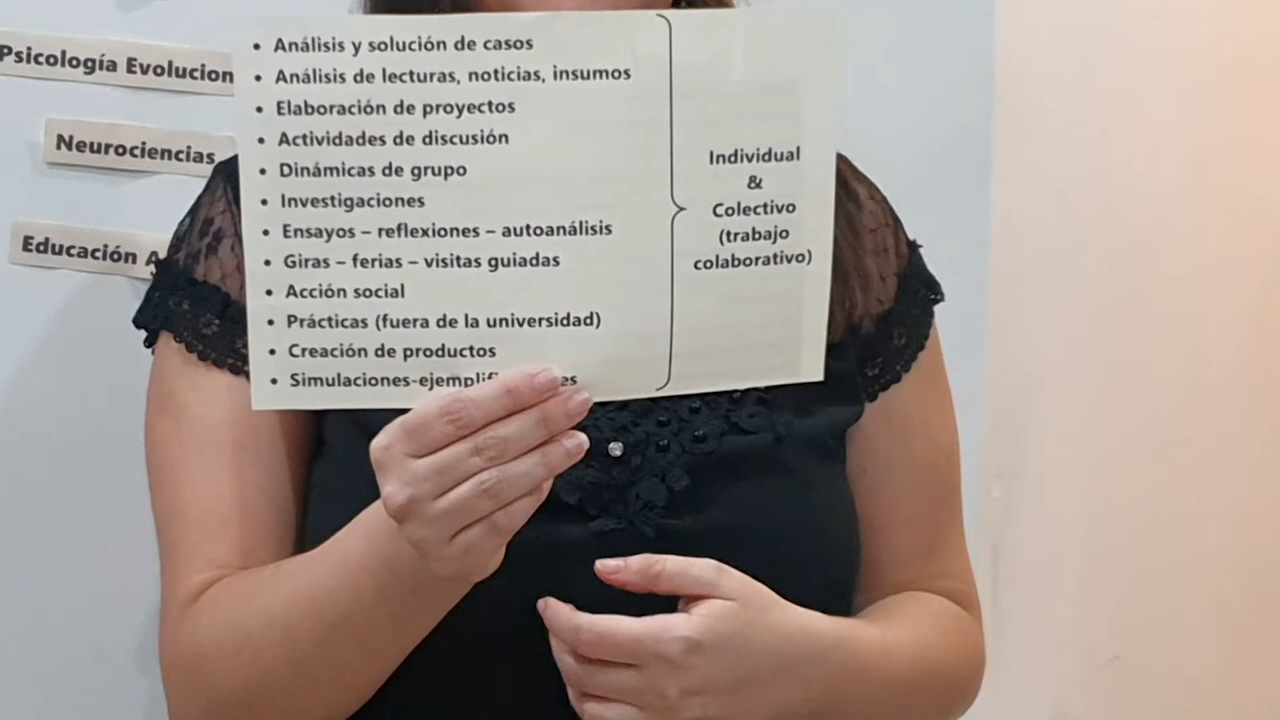 Psicología Evolucion
Neurociencias
Educación A
• Análisis y solución de casos
• Análisis de lecturas, noticias, insumos
• Elaboración de proyectos
• Actividades de discusión
• Dinámicas de grupo
• Investigaciones
• Ensayos – reflexiones – autoanálisis
• Giras – ferias – visitas guiadas
• Acción social
• Prácticas (fuera de la universidad)
• Creación de productos
• Simulaciones-
Individual
&
Colectivo
(trabajo
colaborativo)